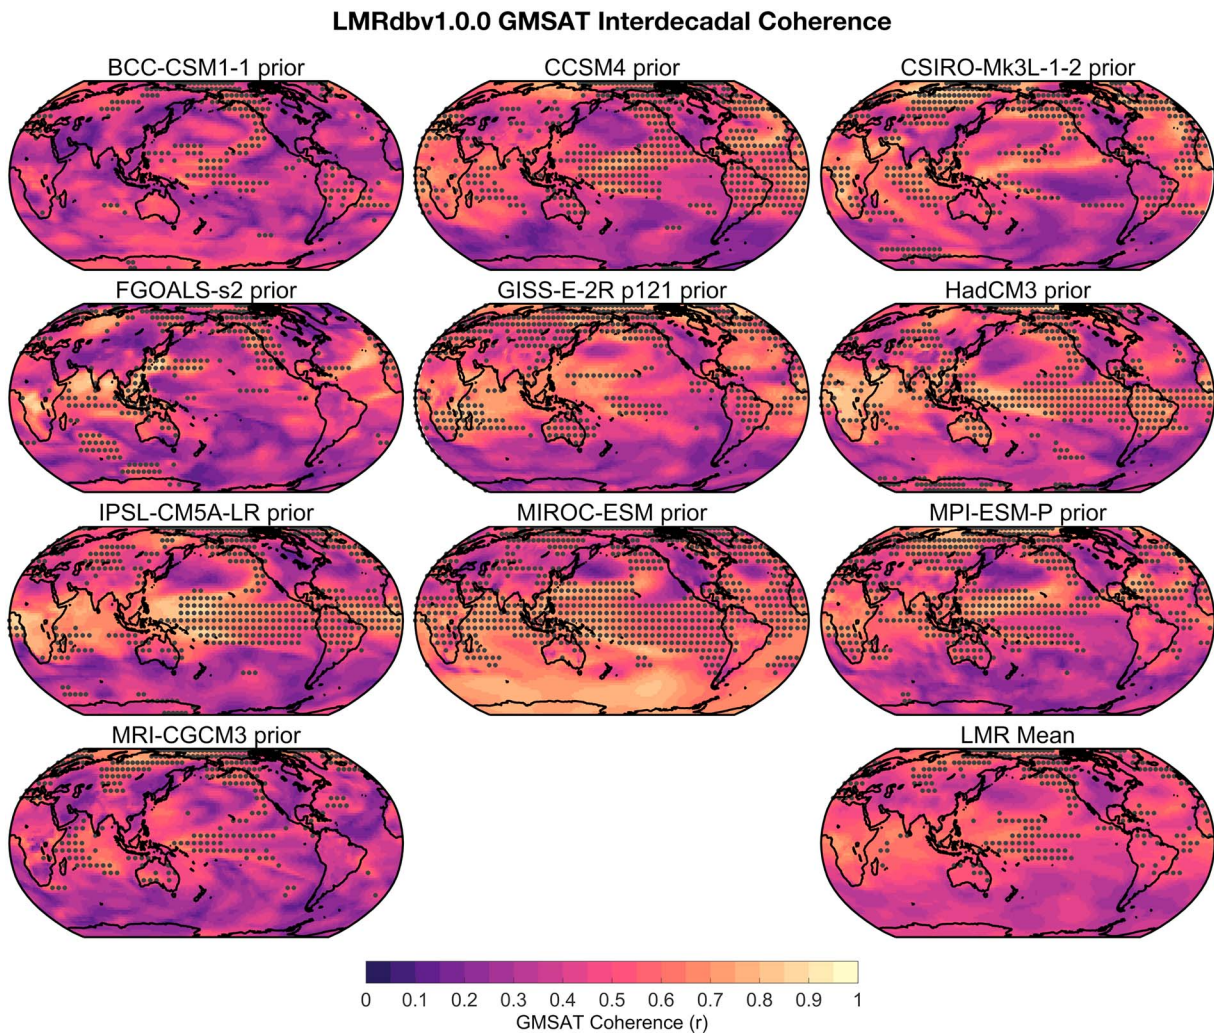 LMRdbv1.0.0 GMSAT Interdecadal Coherence
BCC-CSM1-1 prior
CCSM4 prior
CSIRO-Mk3L-1-2 prior
FGOALS-s2 prior
GISS-E-2R p121 prior
HadCM3 prior
IPSL-CM5A-LR prior
MIROC-ESM prior
MPI-ESM-P prior
MRI-CGCM3 prior
LMR Mean
0 0.1 0.2 0.3 0.4 0.5 0.6 0.7 0.8 0.9 1
GMSAT Coherence (r)